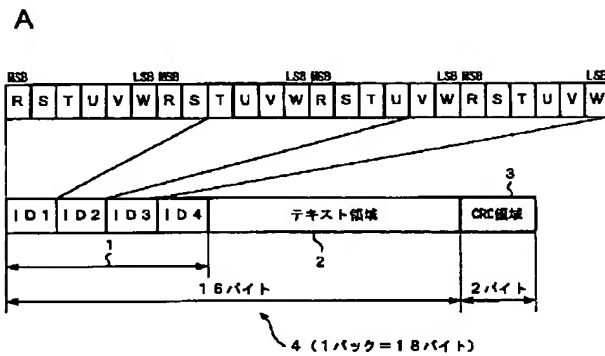 A
MSB LSB MSB LSB MSB LSB MSB LSB
R S T U V W R S T U V W R S T U V W R S T U V W
3
ID1 ID2 ID3 ID4 テキスト領域 CRC領域
1 2
16バイト 2バイト
4 (1パック=18バイト)